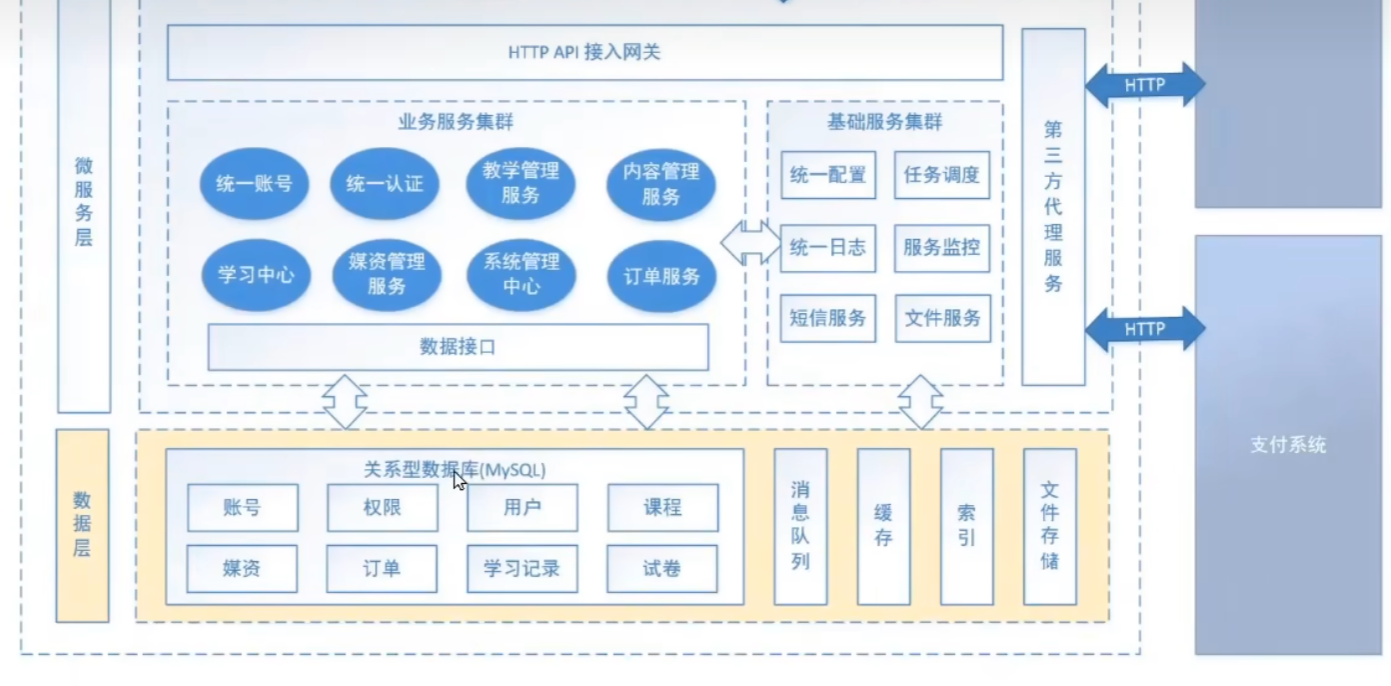 HTTP API 接入网关
微服务层
业务服务集群
统一账号
统一认证
教学管理
服务
内容管理
服务
学习中心
媒资管理
服务
系统管理
中心
订单服务
数据接口
基础服务集群
统一配置
任务调度
统一日志
服务监控
短信服务
文件服务
第三方代理服务
HTTP
HTTP
支付系统
数据层
关系型数据库(MySQL)
账号
权限
用户
课程
媒资
订单
学习记录
试卷
消息队列
缓存
索引
文件存储